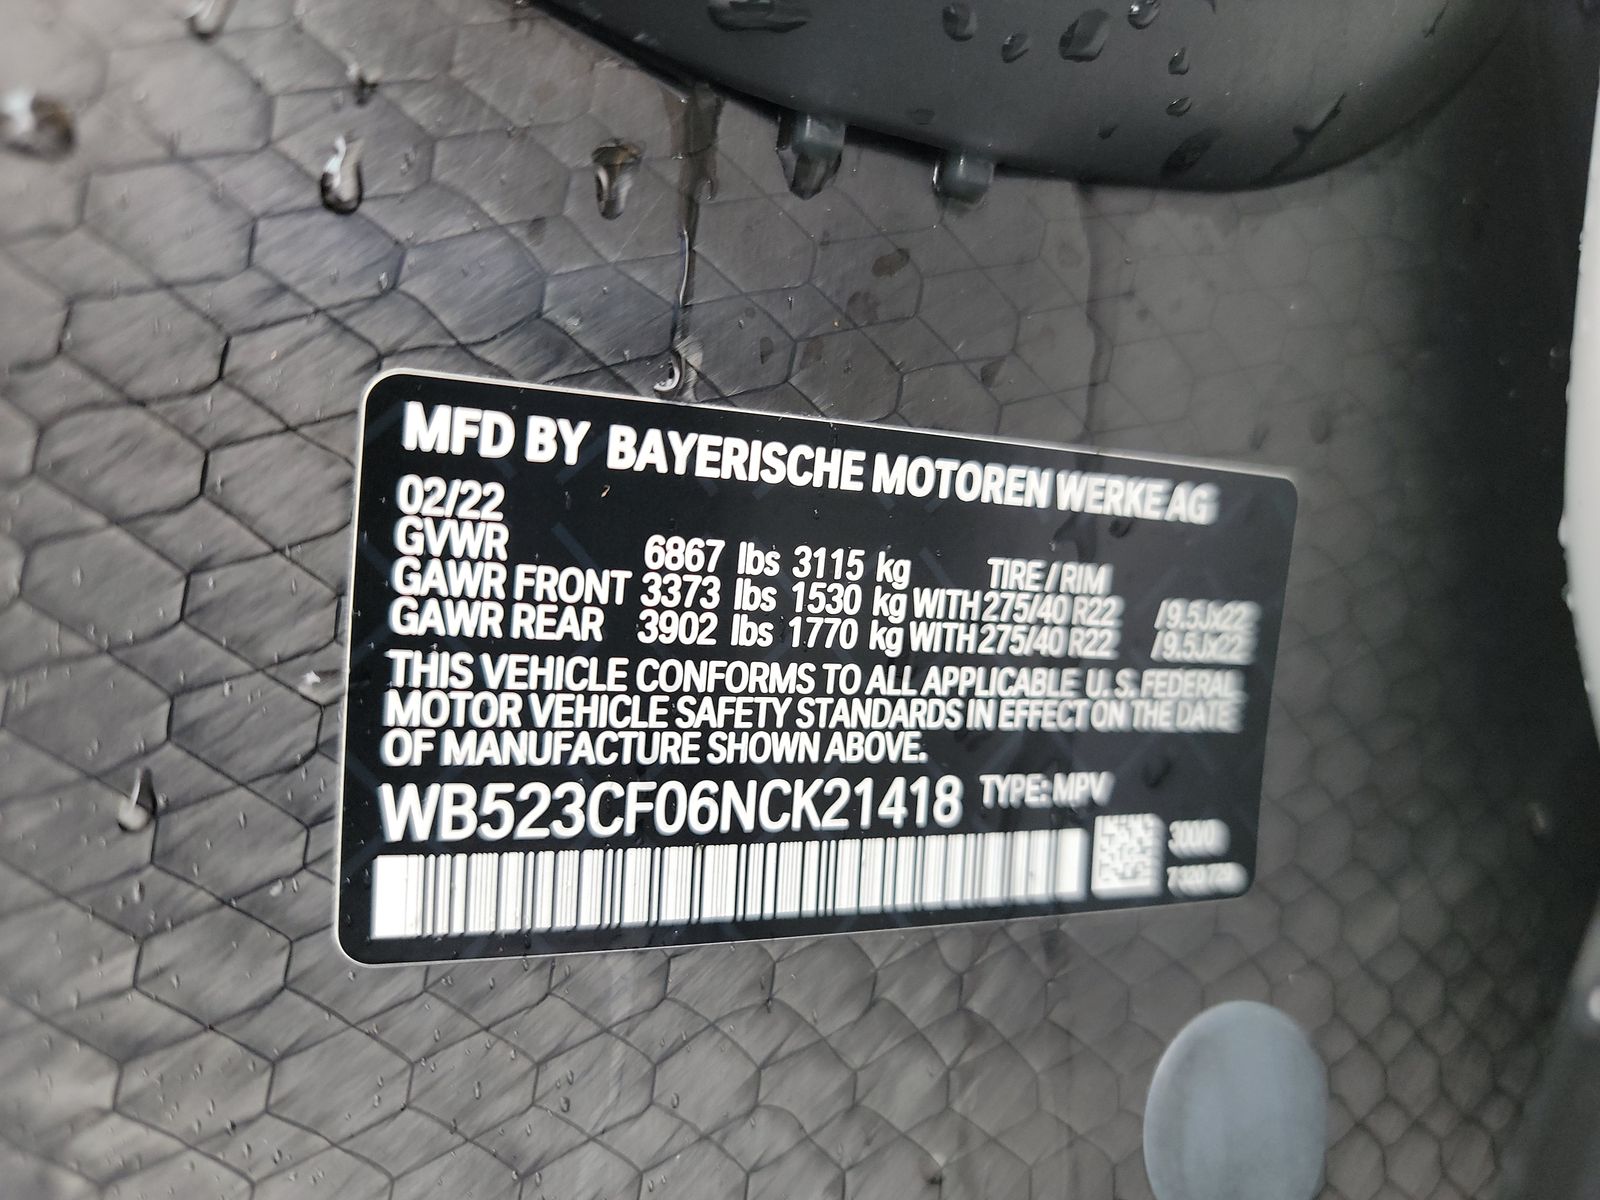 MFD BY BAYERISCHE MOTOREN WERKE AG
02/22
GVWR 6867 lbs 3115 kg TIRE / RIM
GAWR FRONT 3373 lbs 1530 kg WITH 275/40 R22 /9.5Jx22
GAWR REAR 3902 lbs 1770 kg WITH 275/40 R22 /9.5Jx22
THIS VEHICLE CONFORMS TO ALL APPLICABLE U.S. FEDERAL
MOTOR VEHICLE SAFETY STANDARDS IN EFFECT ON THE DATE
OF MANUFACTURE SHOWN ABOVE.
WB523CF06NCK21418 TYPE: MPV
300/0